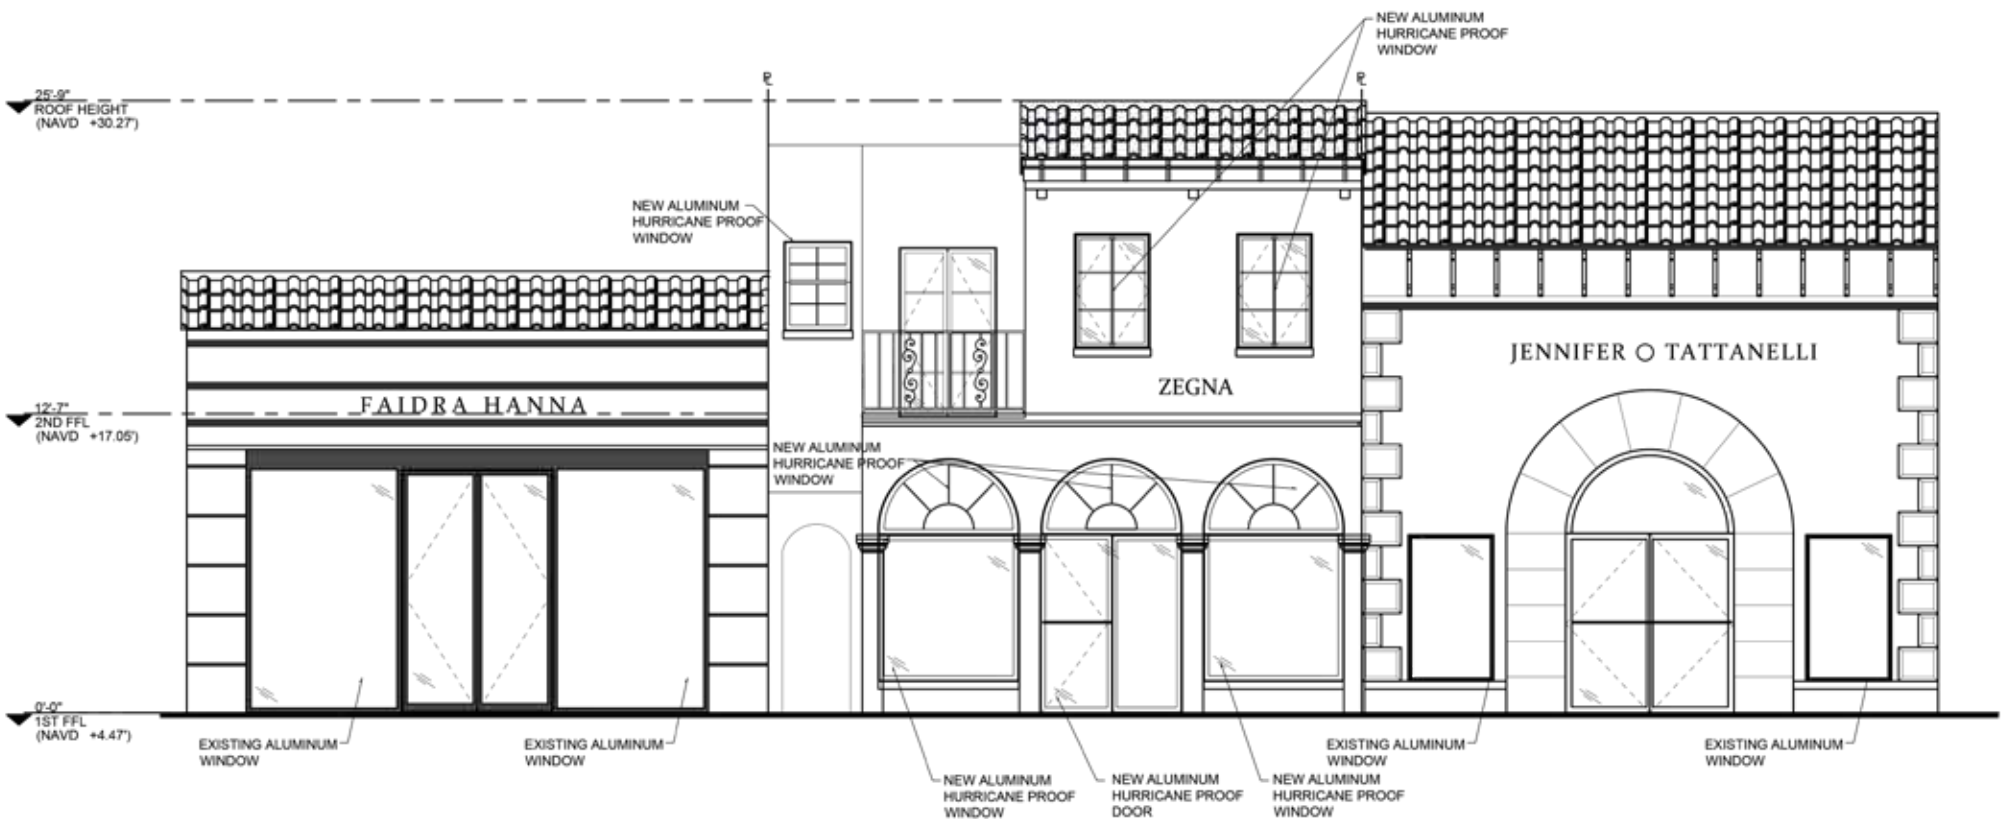 NEW ALUMINUM
HURRICANE PROOF
WINDOW
PL
PL
25'-9"
ROOF HEIGHT
(NAVD +30.27')
NEW ALUMINUM
HURRICANE PROOF
WINDOW
JENNIFER TATTANELLI
ZEGNA
FAIDRA HANNA
12'-7"
2ND FFL
(NAVD +17.05')
NEW ALUMINUM
HURRICANE PROOF
WINDOW
0'-0"
1ST FFL
(NAVD +4.47')
EXISTING ALUMINUM
WINDOW
EXISTING ALUMINUM
WINDOW
EXISTING ALUMINUM
WINDOW
EXISTING ALUMINUM
WINDOW
NEW ALUMINUM
HURRICANE PROOF
WINDOW
NEW ALUMINUM
HURRICANE PROOF
DOOR
NEW ALUMINUM
HURRICANE PROOF
WINDOW